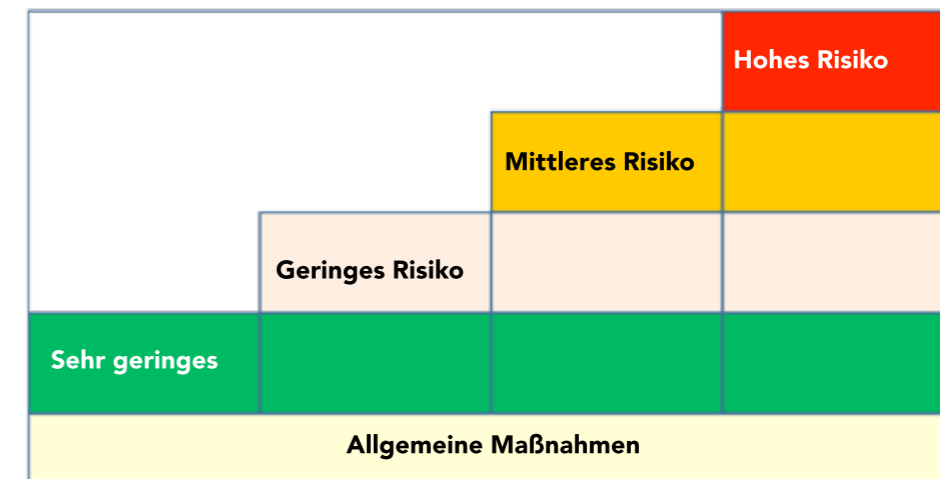 Hohes Risiko
Mittleres Risiko
Geringes Risiko
Sehr geringes
Allgemeine Maßnahmen